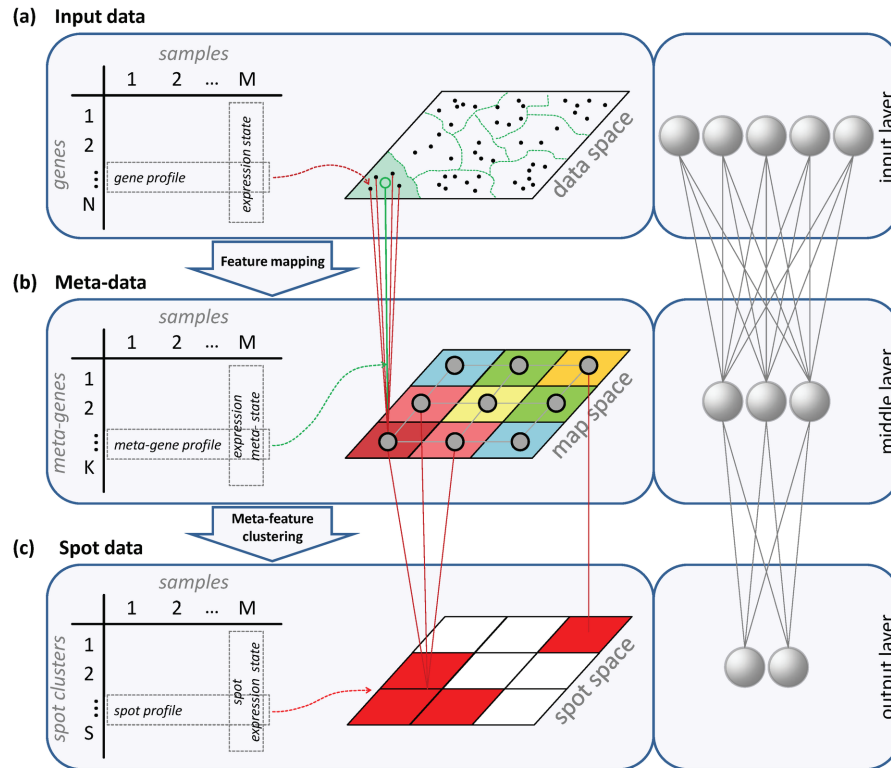 (a) Input data
samples
1 2 ... M
genes
1
2
...
N
gene profile
expression state
data space
input layer
Feature mapping
(b) Meta-data
samples
1 2 ... M
meta-genes
1
2
...
K
meta-gene profile
expression
meta- state
map space
middle layer
Meta-feature
clustering
(c) Spot data
samples
1 2 ... M
spot clusters
1
2
...
S
spot profile
spot
expression state
spot space
output layer